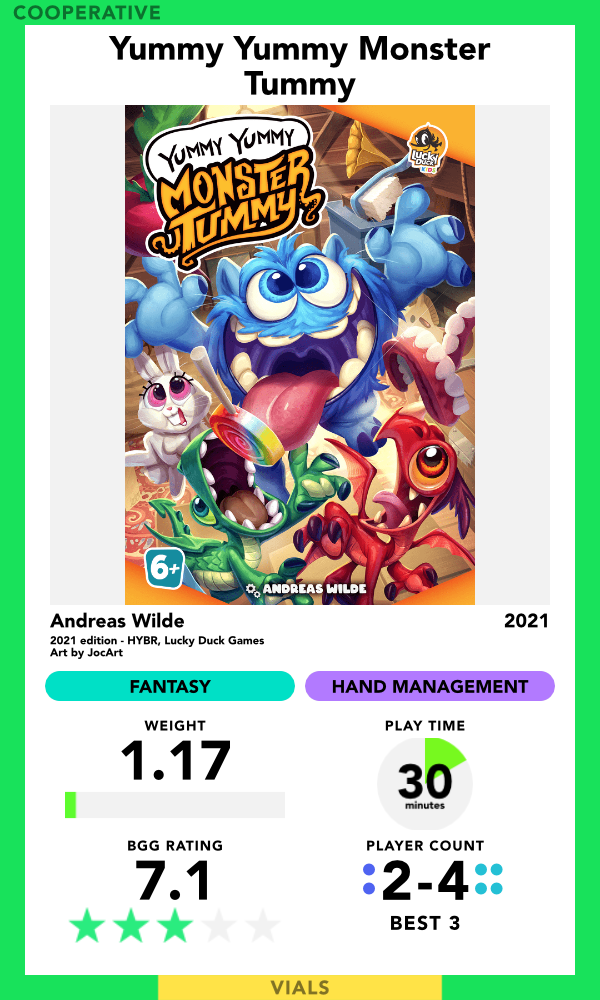 COOPERATIVE
Yummy Yummy Monster
Tummy
YUMMY YUMMY
MONSTER
TUMMY
LUCKY
DUCK
KIDS
6+
ANDREAS WILDE
Andreas Wilde
2021
2021 edition - HYBR, Lucky Duck Games
Art by JocArt
FANTASY
HAND MANAGEMENT
WEIGHT
1.17
PLAY TIME
30
minutes
BGG RATING
7.1
PLAYER COUNT
2-4
BEST 3
VIALS